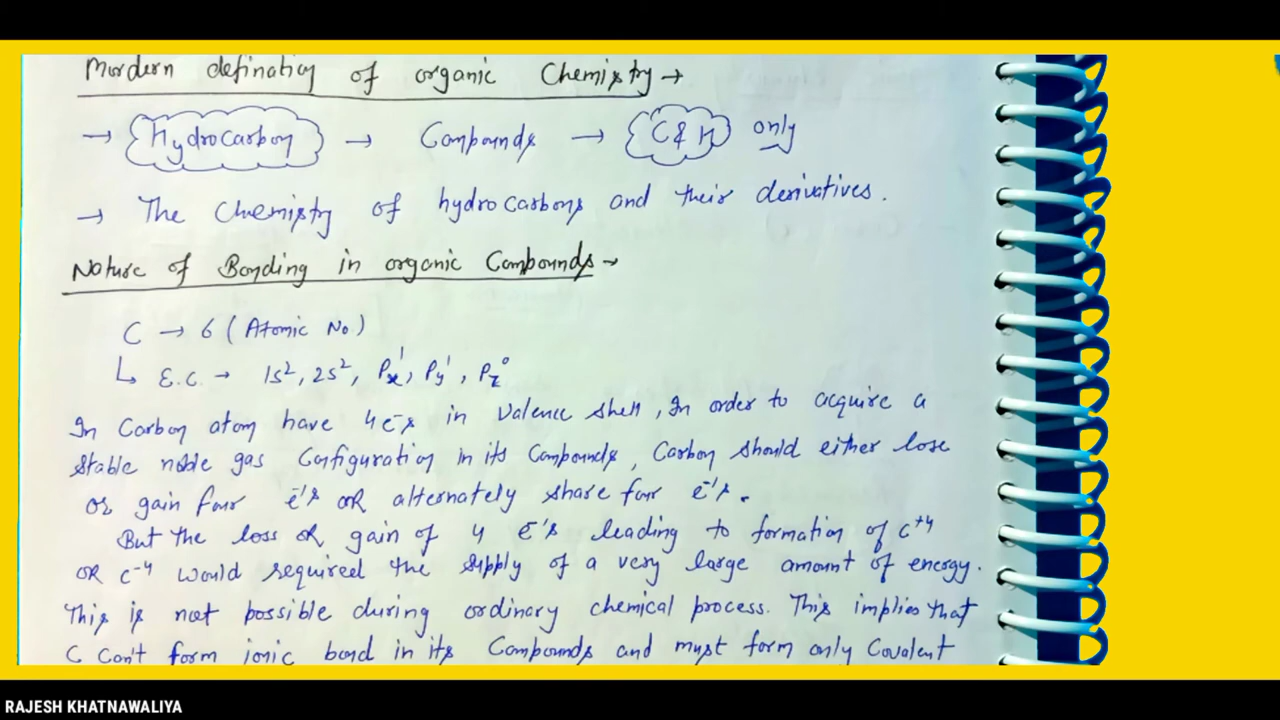 Mordern defination of organic Chemistry →
→ Hydrocarbon → Compounds → C & H only
→ The Chemistry of hydrocarbons and their derivatives.
Nature of Bonding in organic Compounds →
C → 6 (Atomic No)
↳ E.C. → 1s², 2s², Px¹, Py¹, Pz⁰
In Carbon atom have 4e⁻s in valence shell, In order to acquire a
stable noble gas Configuration in its Compounds, Carbon should either lose
or gain four e⁻'s OR alternately share four e⁻'s.
But the loss OR gain of 4 e⁻'s leading to formation of C⁺⁴
OR C⁻⁴ would required the supply of a very large amount of energy.
This is not possible during ordinary chemical process. This implies that
C Can't form ionic bond in its Compounds and must form only Covalent
RAJESH KHATNAWALIYA